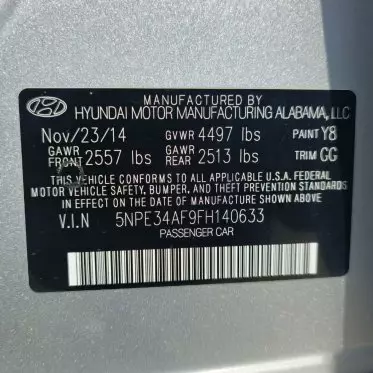 MANUFACTURED BY
HYUNDAI MOTOR MANUFACTURING ALABAMA, LLC
Nov/23/14 GVWR 4497 lbs PAINT Y8
GAWR FRONT 2557 lbs GAWR REAR 2513 lbs TRIM GG
THIS VEHICLE CONFORMS TO ALL APPLICABLE U.S.A FEDERAL
MOTOR VEHICLE SAFETY, BUMPER, AND THEFT PREVENTION STANDARDS
IN EFFECT ON THE DATE OF MANUFACTURE SHOWN ABOVE.
V.I.N 5NPE34AF9FH140633
PASSENGER CAR